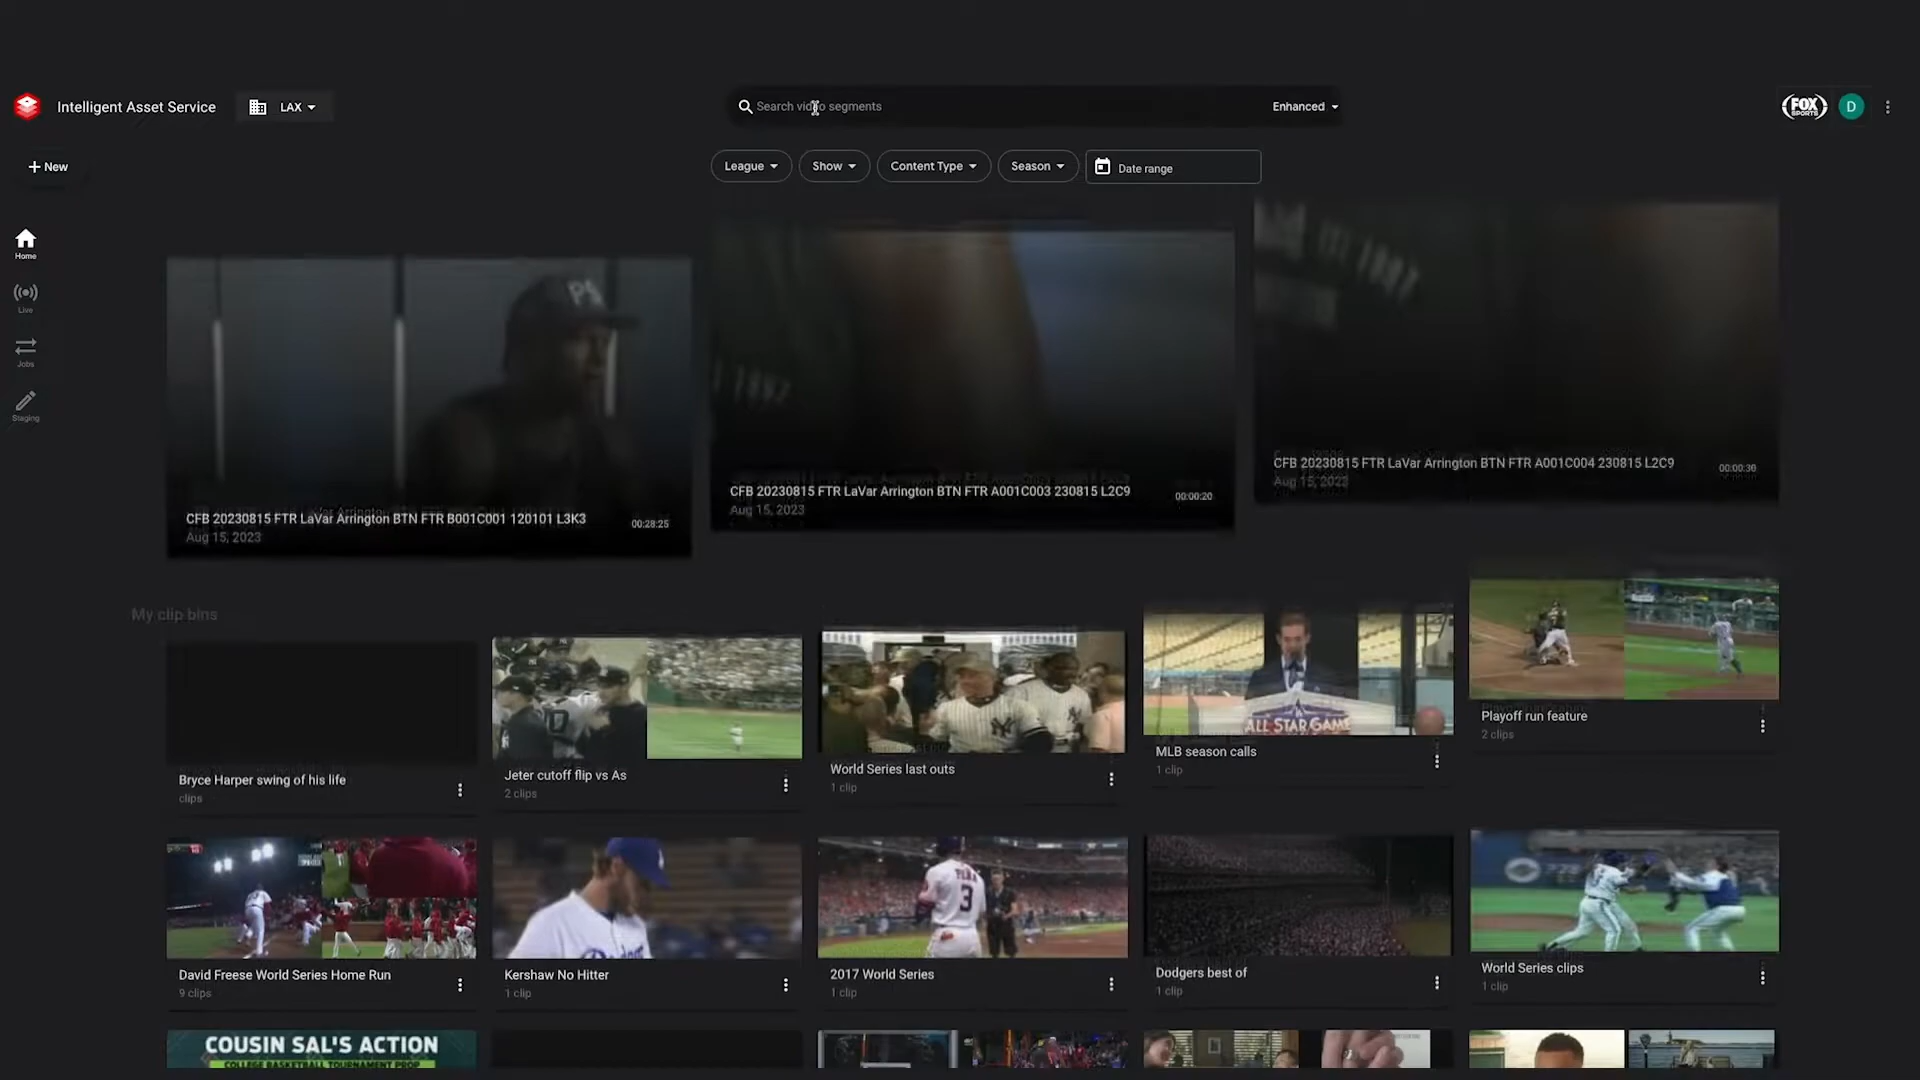 Intelligent Asset Service
LAX
Search video segments
Enhanced
FOX SPORTS
D
New
League
Show
Content Type
Season
Date range
Home
Live
Jobs
Staging
CFB 20230815 FTR LaVar Arrington BTN FTR B001C001 120101 L3K3
00:28:25
Aug 15, 2023
CFB 20230815 FTR LaVar Arrington BTN FTR A001C003 230815 L2C9
00:00:20
Aug 15, 2023
CFB 20230815 FTR LaVar Arrington BTN FTR A001C004 230815 L2C9
00:00:30
Aug 15, 2023
My clip bins
Bryce Harper swing of his life
clips
Jeter cutoff flip vs As
2 clips
World Series last outs
1 clip
ALL STAR GAME
MLB season calls
1 clip
Playoff run feature
2 clips
David Freese World Series Home Run
9 clips
Kershaw No Hitter
1 clip
3
2017 World Series
1 clip
Dodgers best of
1 clip
World Series clips
1 clip
COUSIN SAL'S ACTION
COLLEGE BASKETBALL TOURNAMENT PROP